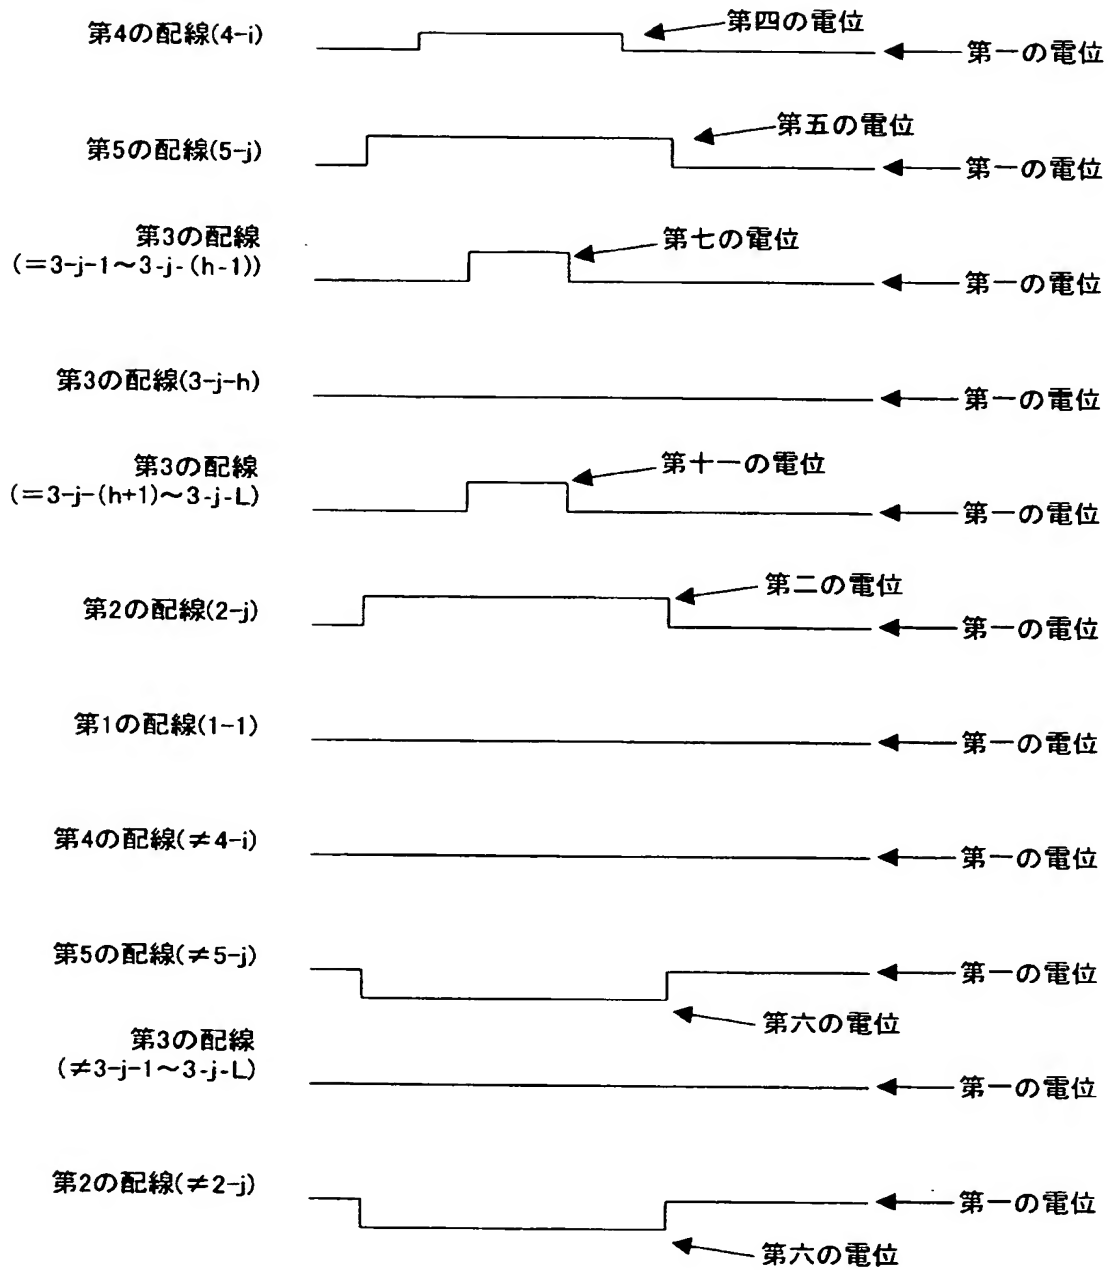 第4の配線(4-i)
第四の電位
第一の電位
第5の配線(5-j)
第五の電位
第一の電位
第3の配線
(=3-j-1~3-j-(h-1))
第七の電位
第一の電位
第3の配線(3-j-h)
第一の電位
第3の配線
(=3-j-(h+1)~3-j-L)
第十一の電位
第一の電位
第2の配線(2-j)
第二の電位
第一の電位
第1の配線(1-1)
第一の電位
第4の配線(≠4-i)
第一の電位
第5の配線(≠5-j)
第一の電位
第六の電位
第3の配線
(≠3-j-1~3-j-L)
第一の電位
第2の配線(≠2-j)
第一の電位
第六の電位